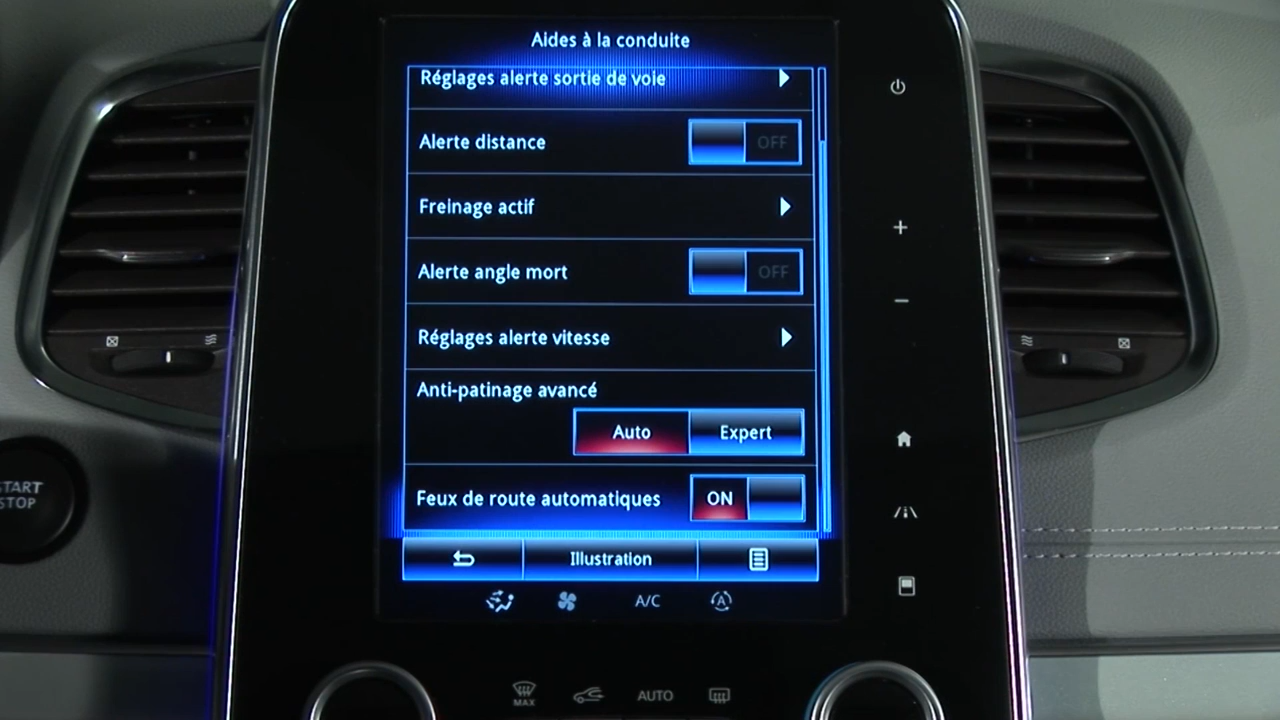 Aides à la conduite
Réglages alerte sortie de voie
Alerte distance OFF
Freinage actif
Alerte angle mort OFF
Réglages alerte vitesse
Anti-patinage avancé
Auto Expert
Feux de route automatiques ON
START
STOP
Illustration
A/C
A
MAX
AUTO